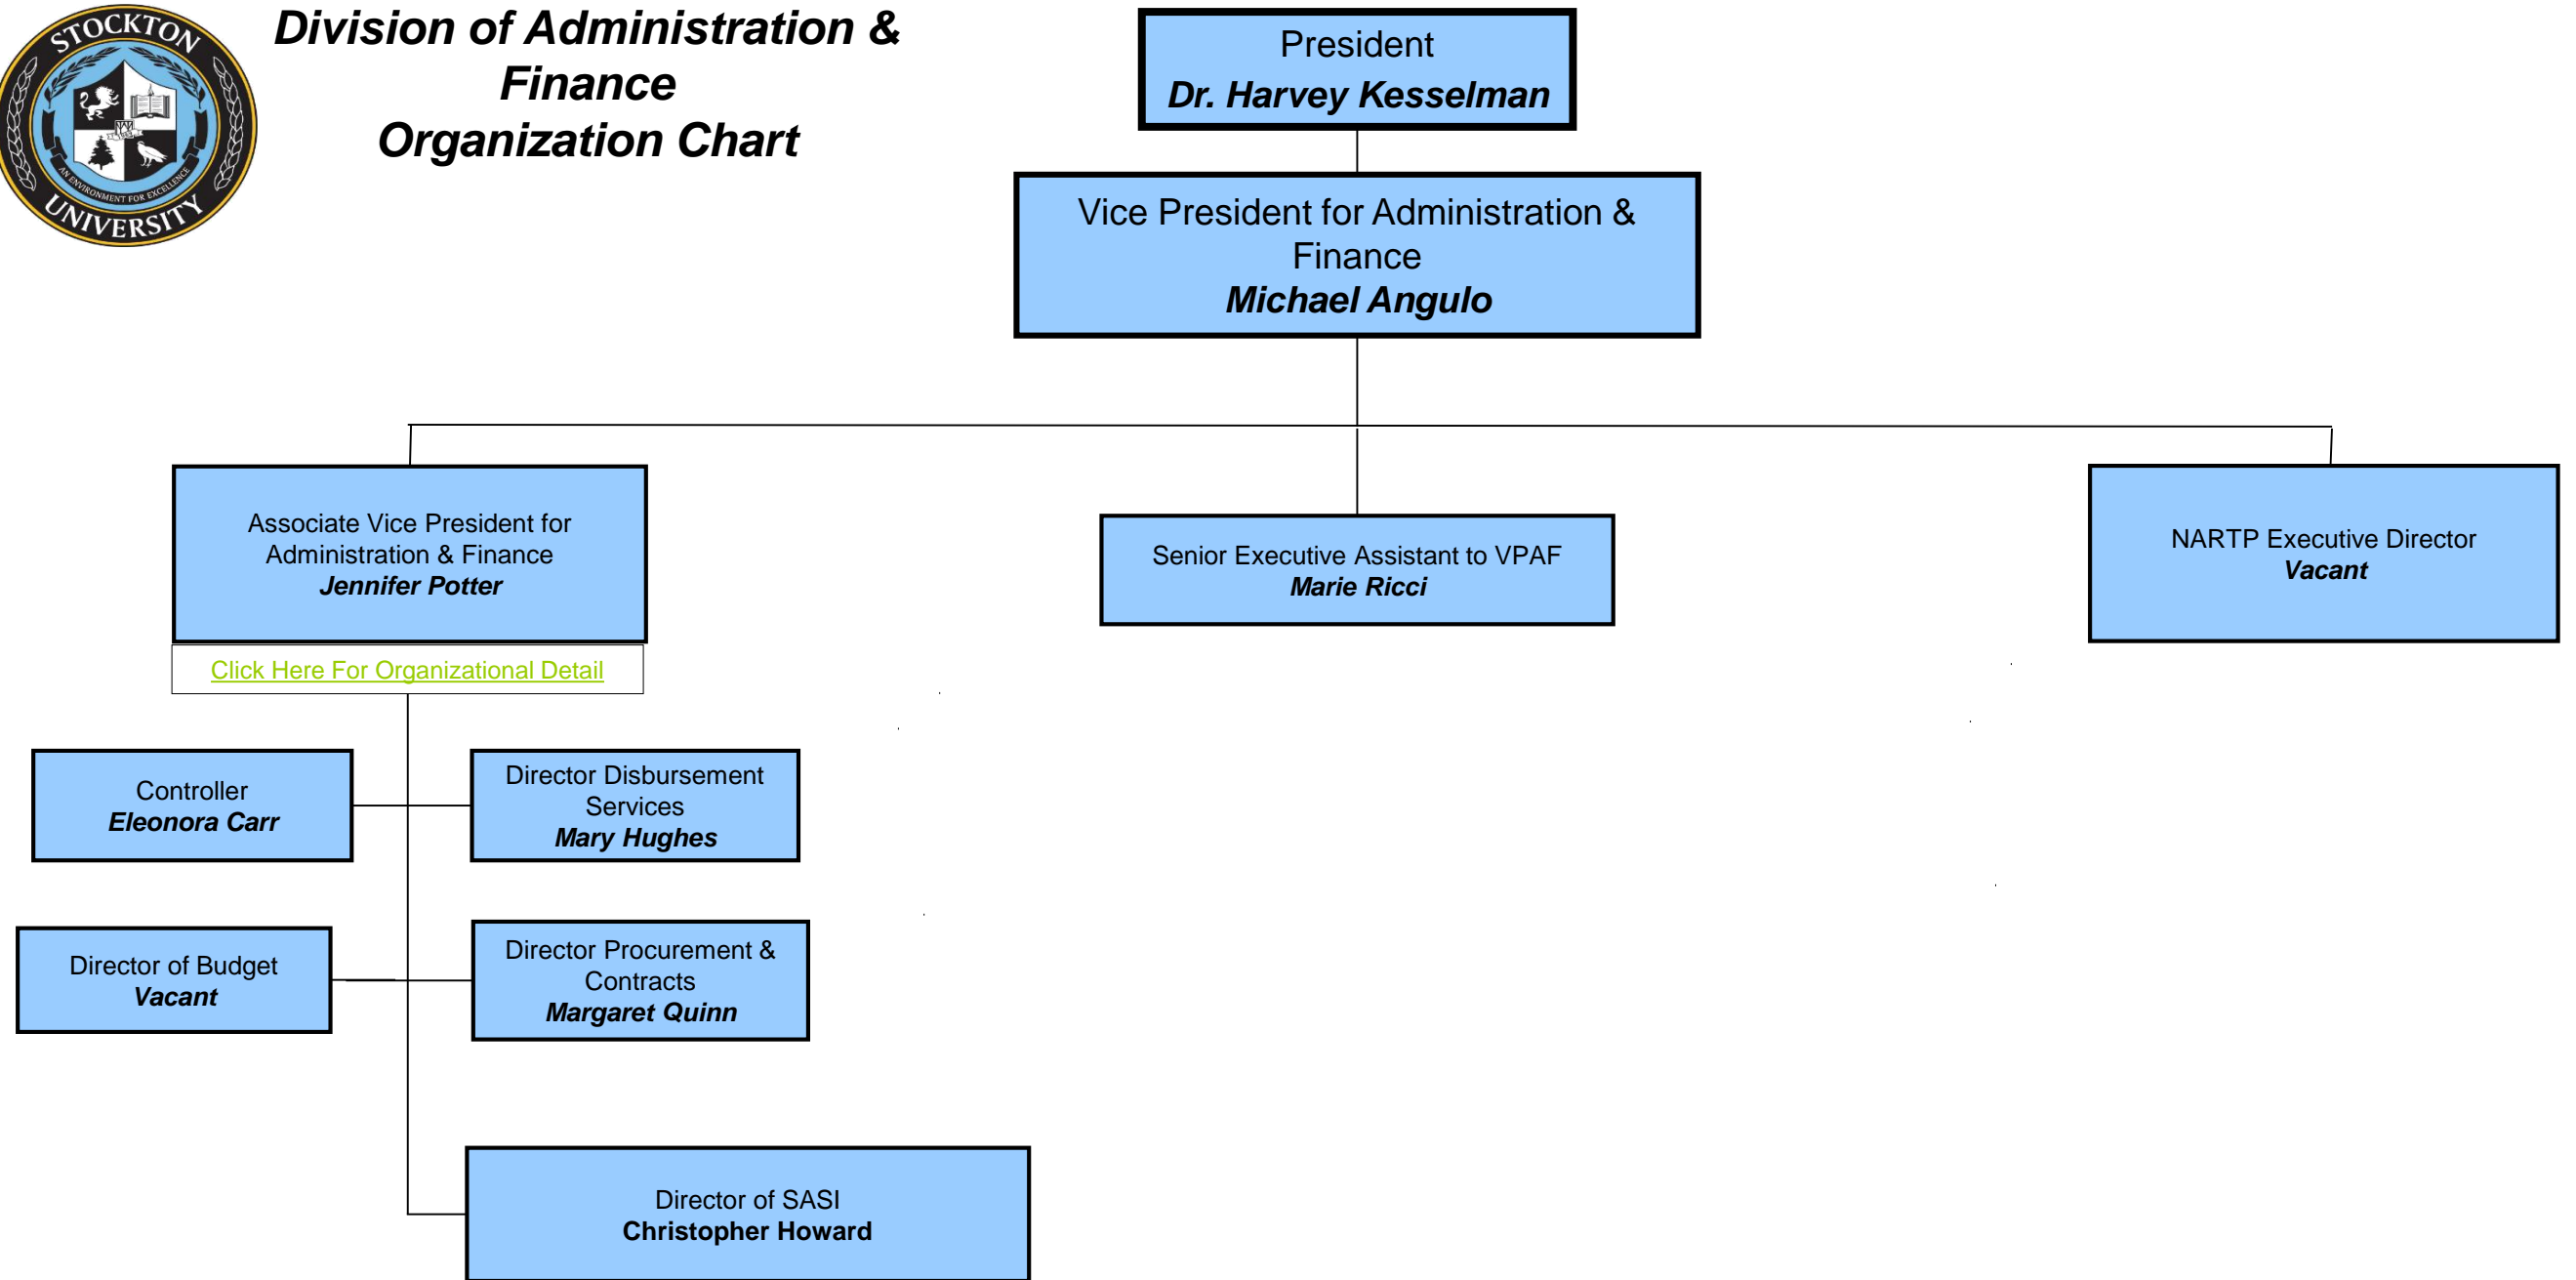 STOCKTON
UNIVERSITY
AN ENVIRONMENT FOR EXCELLENCE
Division of Administration &
Finance
Organization Chart
President
Dr. Harvey Kesselman
Vice President for Administration &
Finance
Michael Angulo
Associate Vice President for
Administration & Finance
Jennifer Potter
Click Here For Organizational Detail
Senior Executive Assistant to VPAF
Marie Ricci
NARTP Executive Director
Vacant
Controller
Eleonora Carr
Director Disbursement
Services
Mary Hughes
Director of Budget
Vacant
Director Procurement &
Contracts
Margaret Quinn
Director of SASI
Christopher Howard